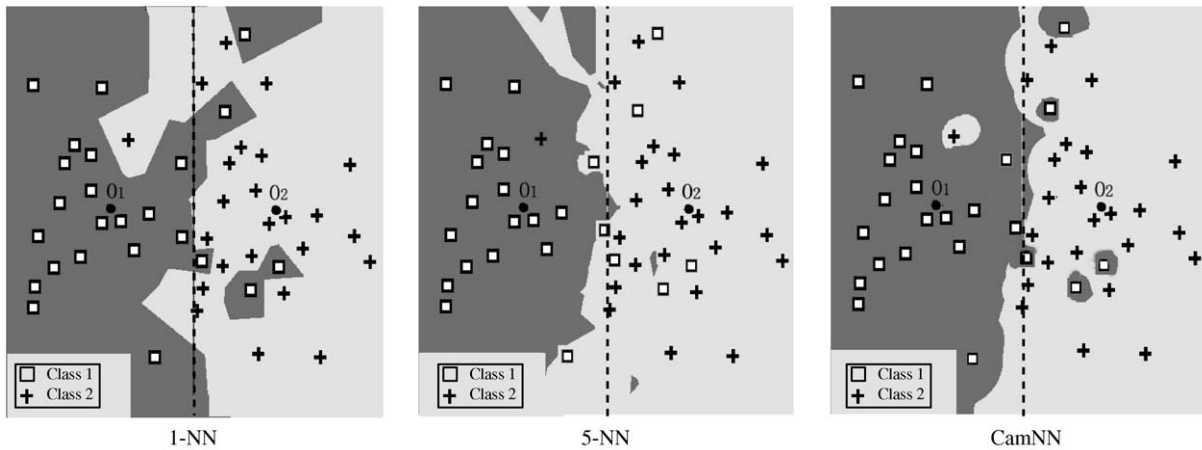 O1
O2
Class 1
Class 2
1-NN
O1
O2
Class 1
Class 2
5-NN
O1
O2
Class 1
Class 2
CamNN